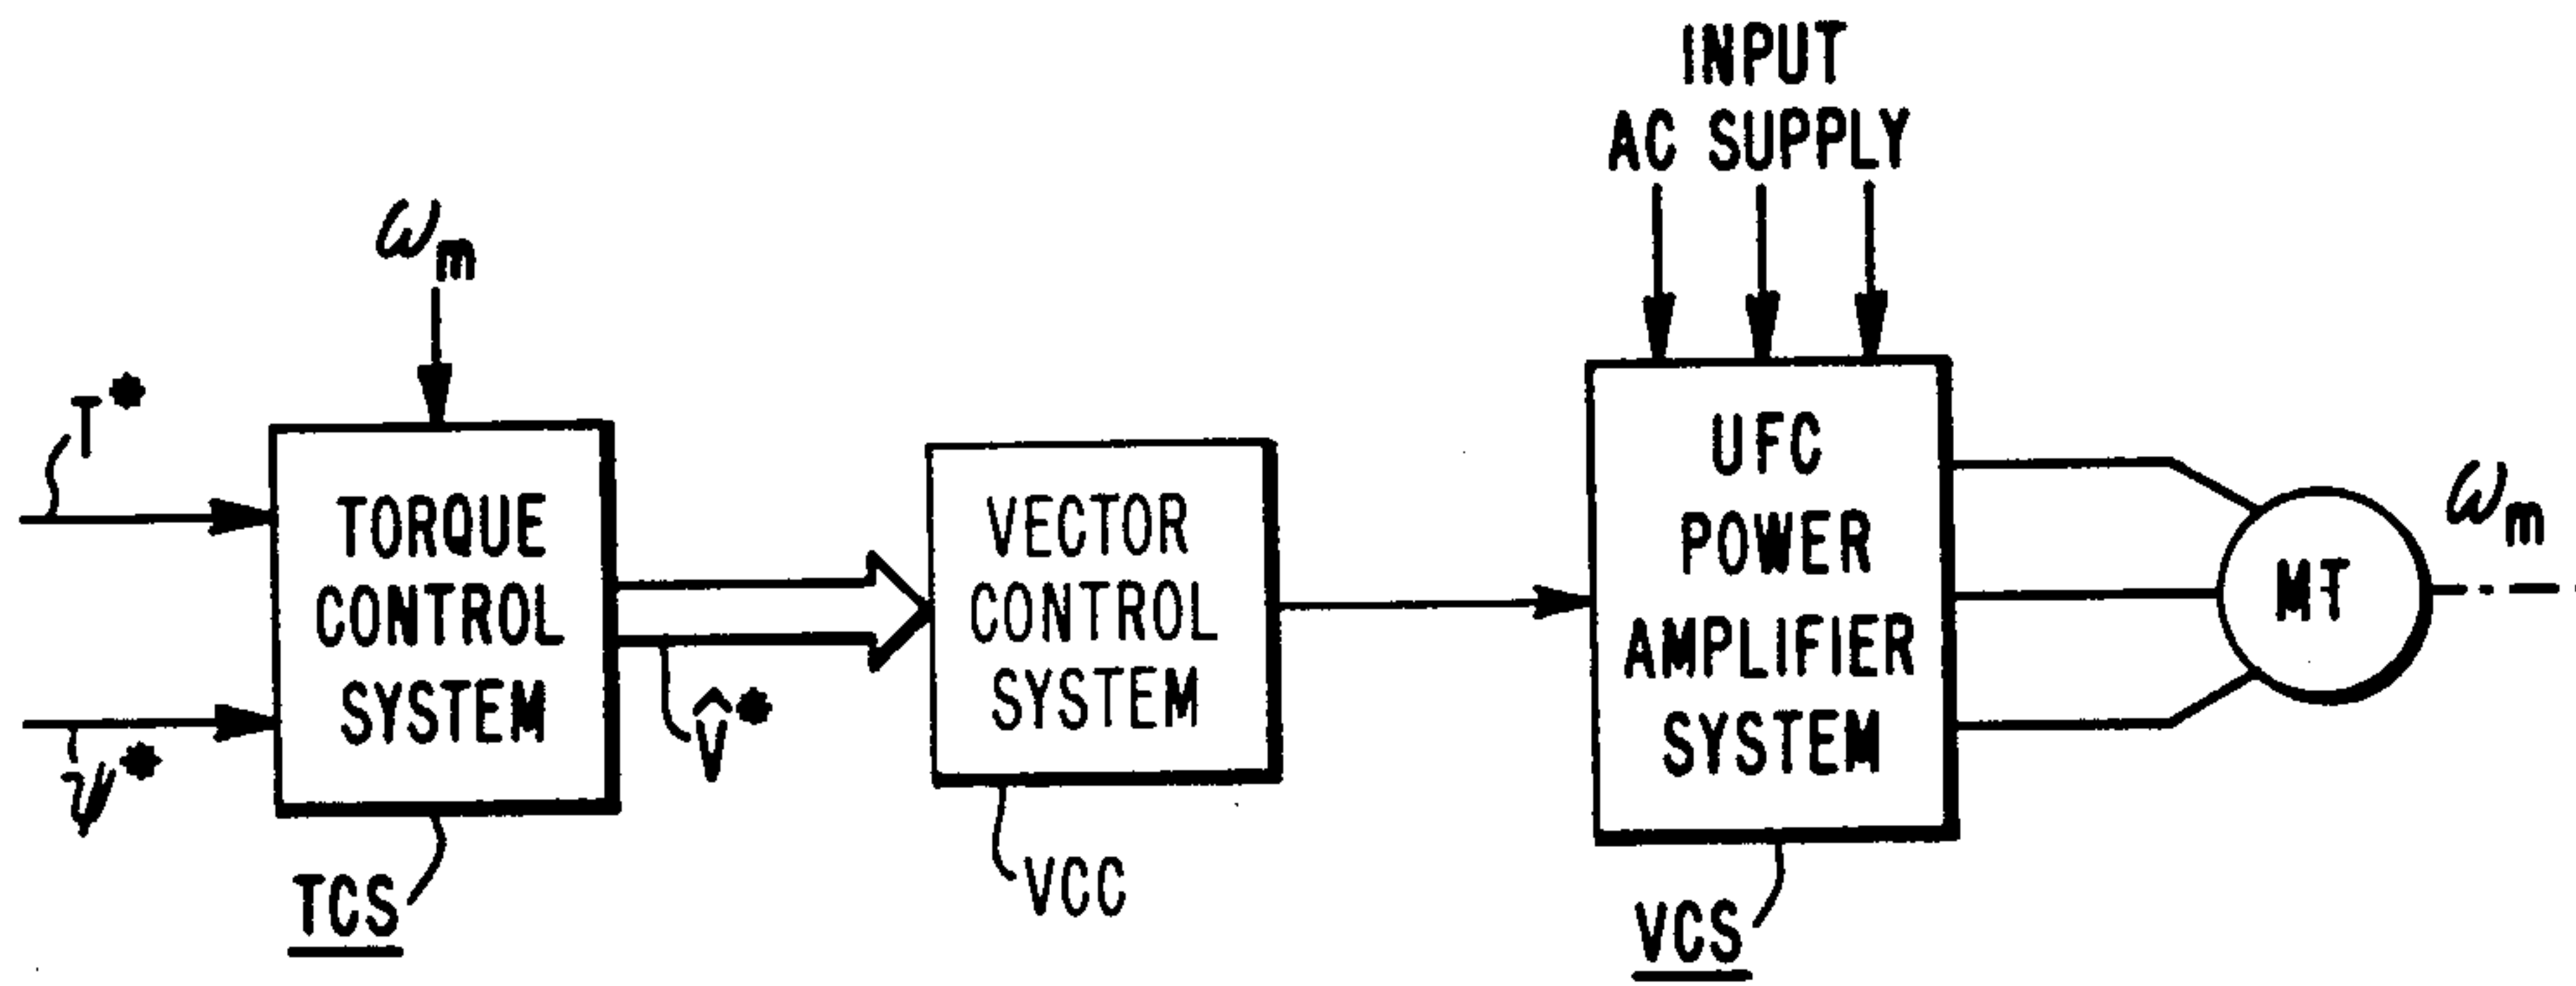 INPUT
AC SUPPLY
ωm
T*
ψ*
TORQUE
CONTROL
SYSTEM
TCS
V̂*
VECTOR
CONTROL
SYSTEM
VCC
UFC
POWER
AMPLIFIER
SYSTEM
VCS
MT
ωm